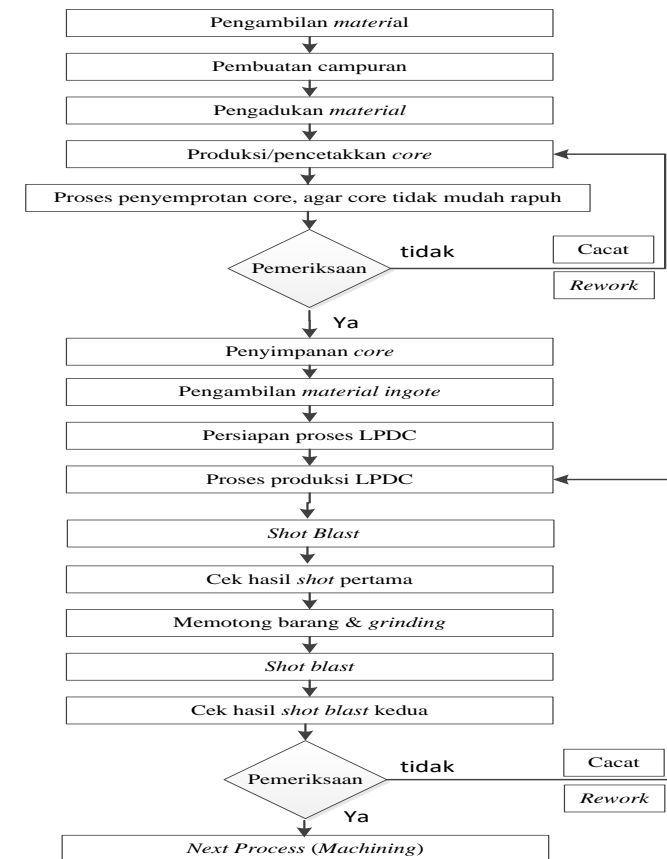 Pengambilan material
Pembuatan campuran
Pengadukan material
Produksi/pencetakkan core
Proses penyemprotan core, agar core tidak mudah rapuh
Pemeriksaan
tidak
Cacat
Rework
Ya
Penyimpanan core
Pengambilan material ingote
Persiapan proses LPDC
Proses produksi LPDC
Shot Blast
Cek hasil shot pertama
Memotong barang & grinding
Shot blast
Cek hasil shot blast kedua
Pemeriksaan
tidak
Cacat
Rework
Ya
Next Process (Machining)